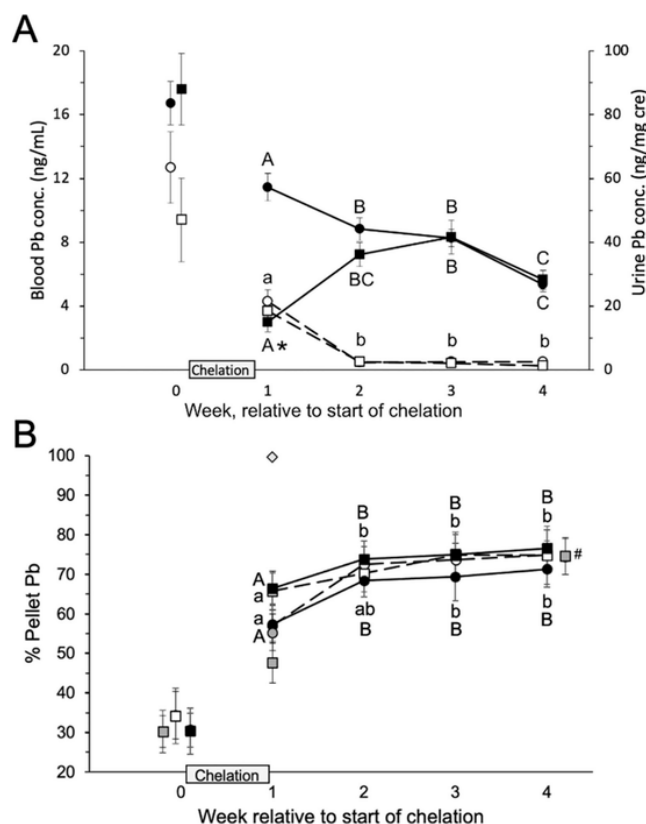 A
20
16
12
8
4
0
Blood Pb conc. (ng/mL)
100
80
60
40
20
0
Urine Pb conc. (ng/mg cre)
A
B
B
C
a
BC
B
C
A*
b
b
b
Chelation
0 1 2 3 4
Week, relative to start of chelation
B
100
90
80
70
60
50
40
30
20
% Pellet Pb
B B B
b b b
#
A
a
a
A
ab b b
B B B
Chelation
0 1 2 3 4
Week relative to start of chelation